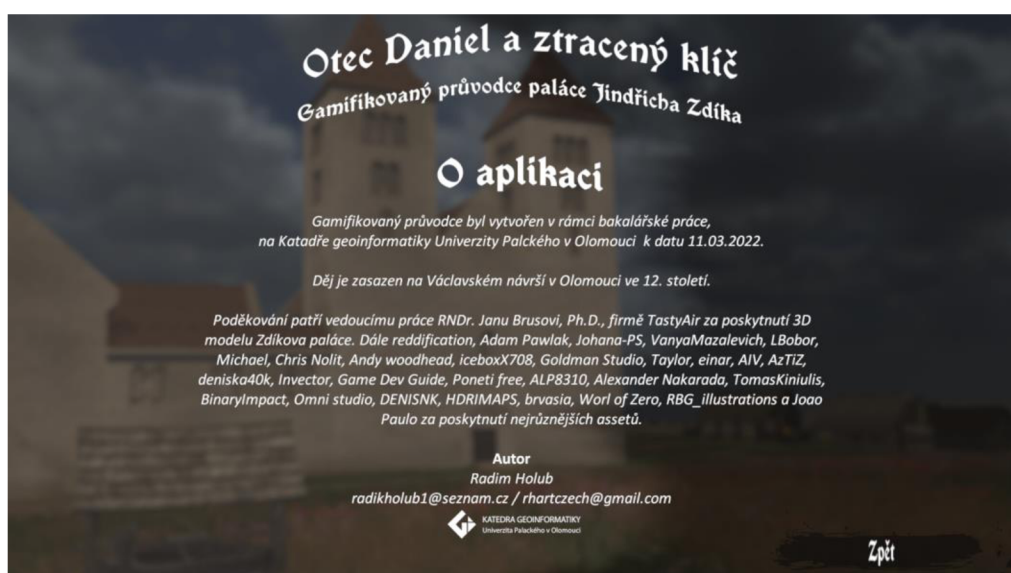 Otec Daniel a ztracený klíč
Gamifikovaný průvodce paláce Jindřicha Zdíka
O aplikaci
Gamifikovaný průvodce byl vytvořen v rámci bakalářské práce,
na Katadře geoinformatiky Univerzity Palckého v Olomouci k datu 11.03.2022.
Děj je zasazen na Václavském návrší v Olomouci ve 12. století.
Poděkování patří vedoucímu práce RNDr. Janu Brusovi, Ph.D., firmě TastyAir za poskytnutí 3D
modelu Zdíkova paláce. Dále reddification, Adam Pawlak, Johana-PS, VanyaMazalevich, LBobor,
Michael, Chris Nolit, Andy woodhead, iceboxX708, Goldman Studio, Taylor, einar, AIV, AzTiZ,
deniska40k, Invector, Game Dev Guide, Poneti free, ALP8310, Alexander Nakarada, TomasKiniulis,
BinaryImpact, Omni studio, DENISNK, HDRIMAPS, brvasia, Worl of Zero, RBG_illustrations a Joao
Paulo za poskytnutí nejrůznějších assetů.
Autor
Radim Holub
radikholub1@seznam.cz / rhartczech@gmail.com
KATEDRA GEOINFORMATIKY
Univerzita Palackého v Olomouci
Zpět